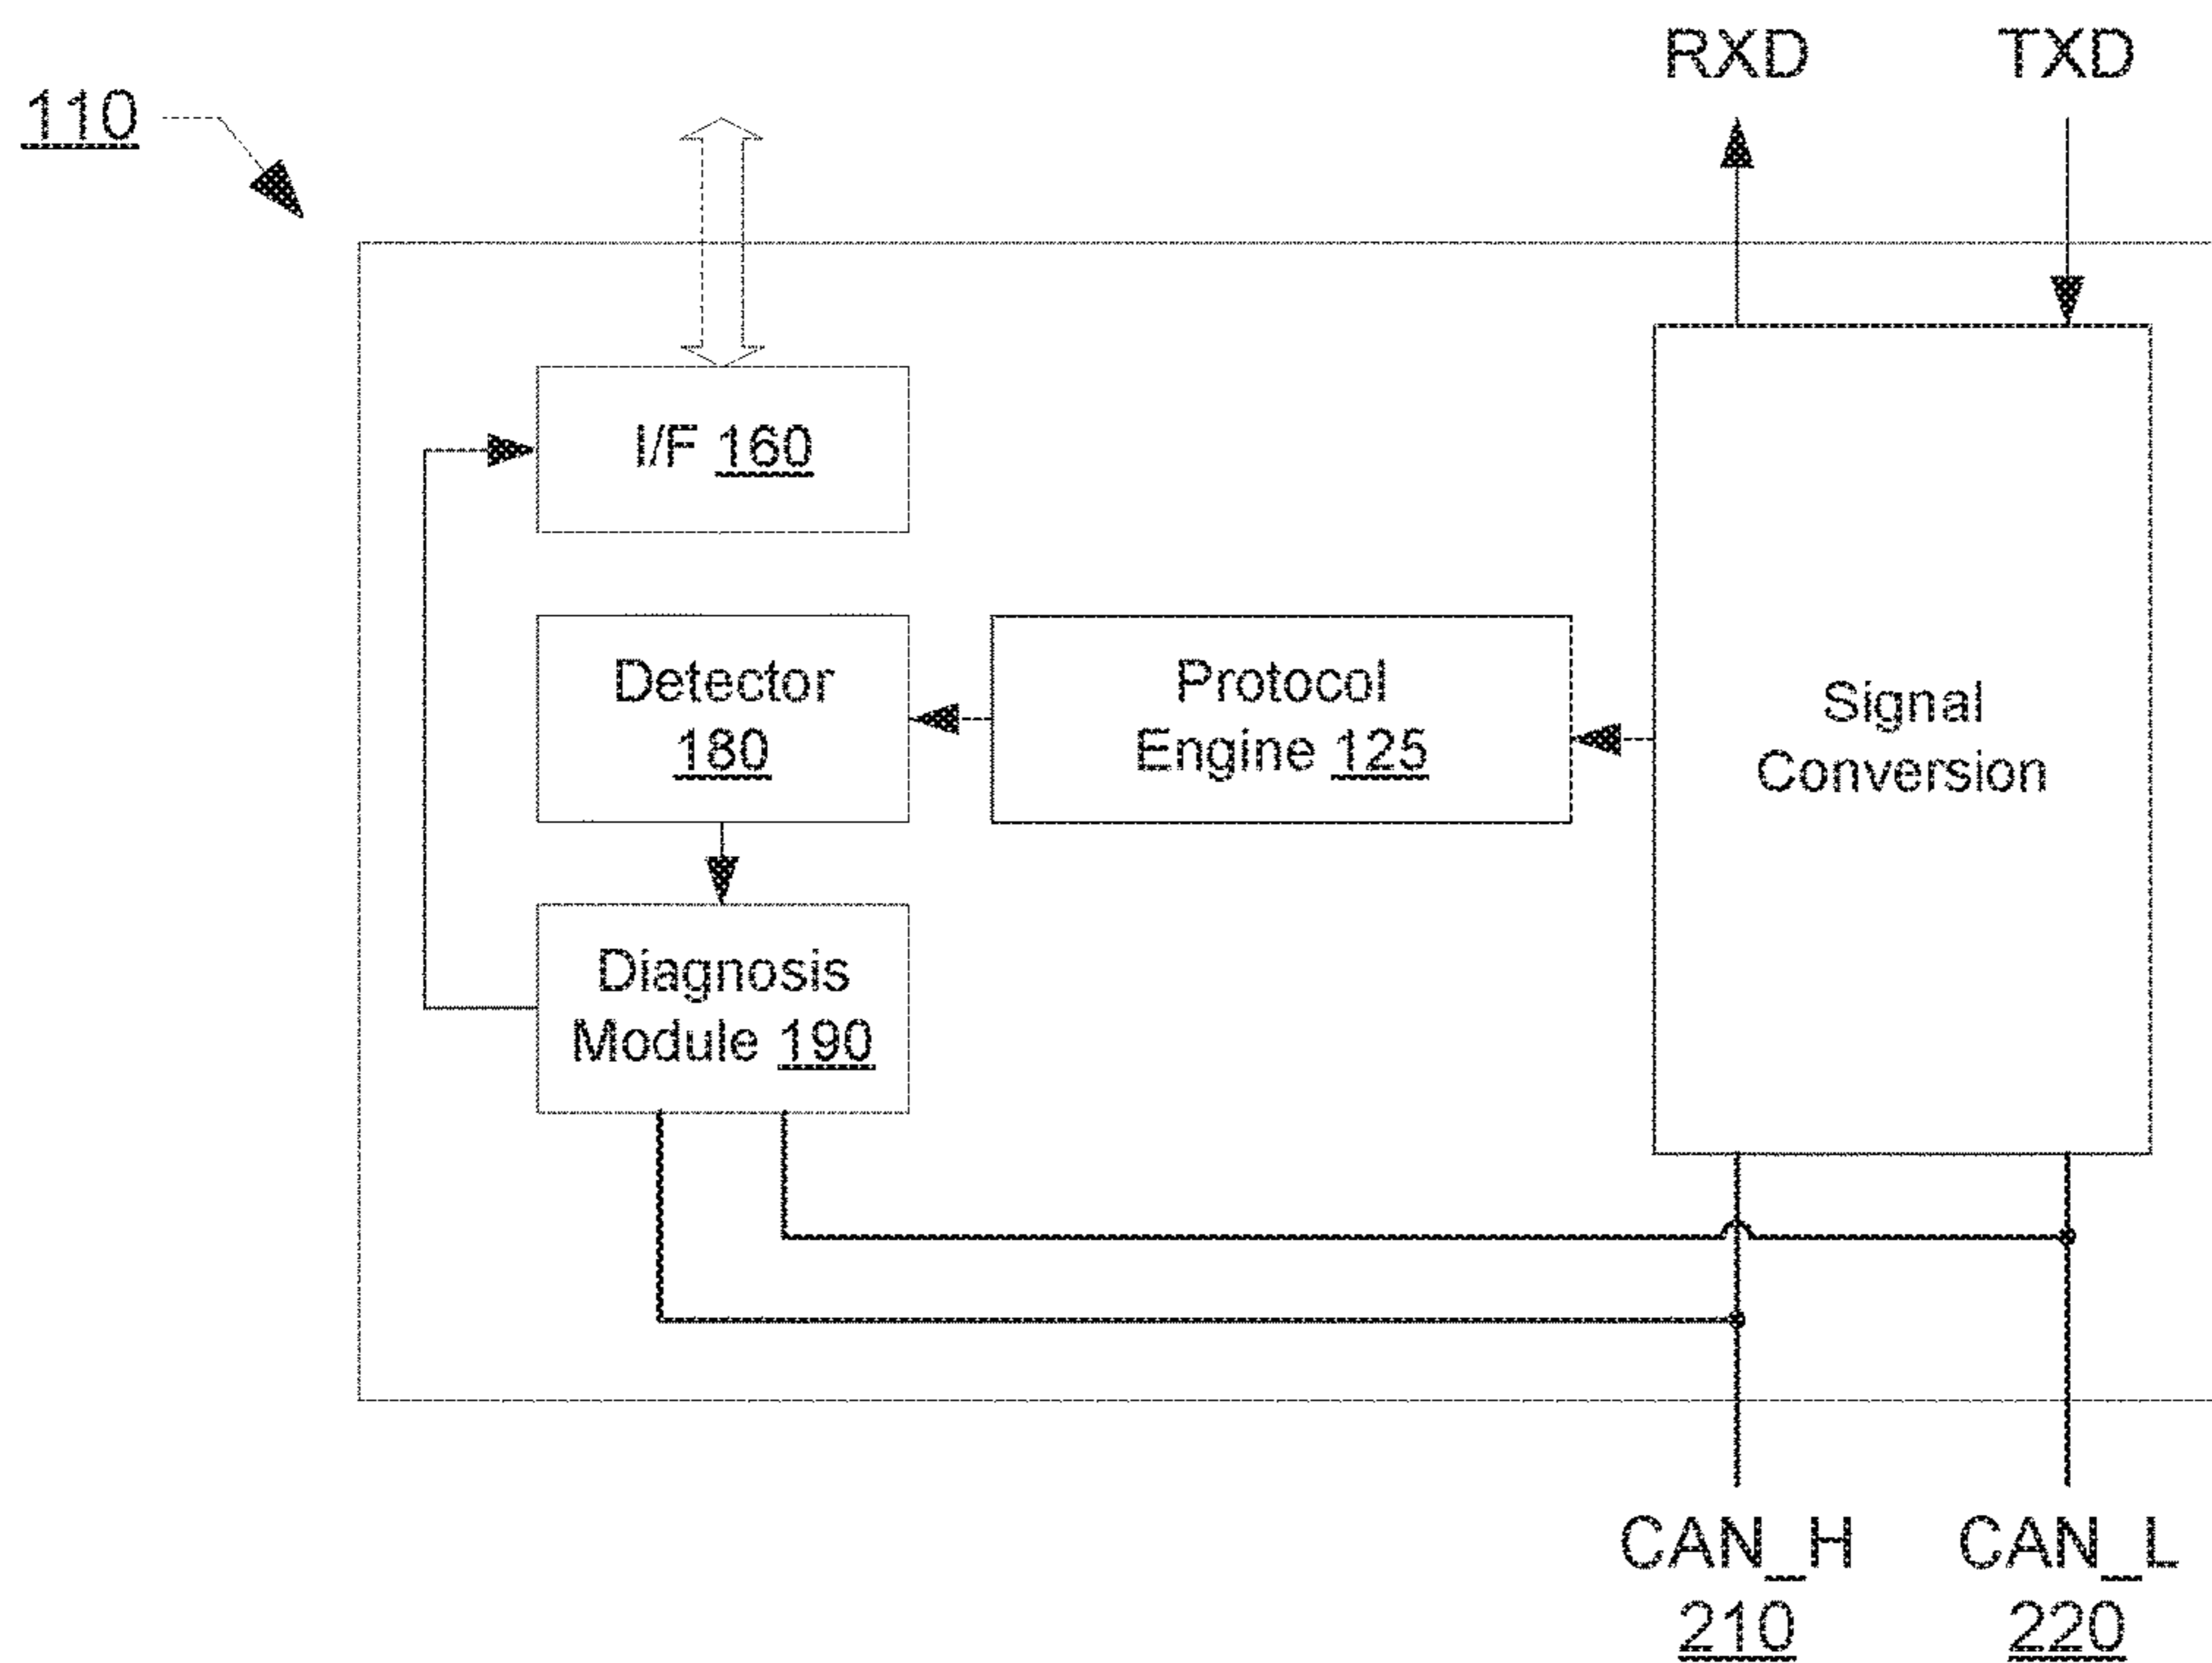 RXD TXD
110
I/F 160
Detector
180
Protocol
Engine 125
Signal
Conversion
Diagnosis
Module 190
CAN_H
210
CAN_L
220